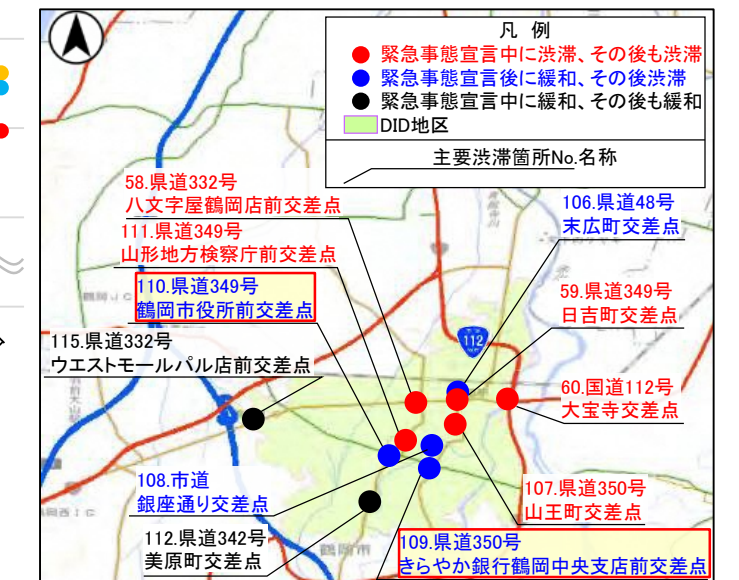 凡 例
緊急事態宣言中に渋滞、その後も渋滞
緊急事態宣言後に緩和、その後渋滞
緊急事態宣言中に緩和、その後も緩和
DID地区
主要渋滞箇所No.名称
58.県道332号
八文字屋鶴岡店前交差点
106.県道48号
末広町交差点
111.県道349号
山形地方検察庁前交差点
110.県道349号
鶴岡市役所前交差点
59.県道349号
日吉町交差点
112
115.県道332号
ウエストモールパル店前交差点
60.国道112号
大宝寺交差点
108.市道
銀座通り交差点
107.県道350号
山王町交差点
112.県道342号
美原町交差点
鶴岡市
109.県道350号
きらやか銀行鶴岡中央支店前交差点